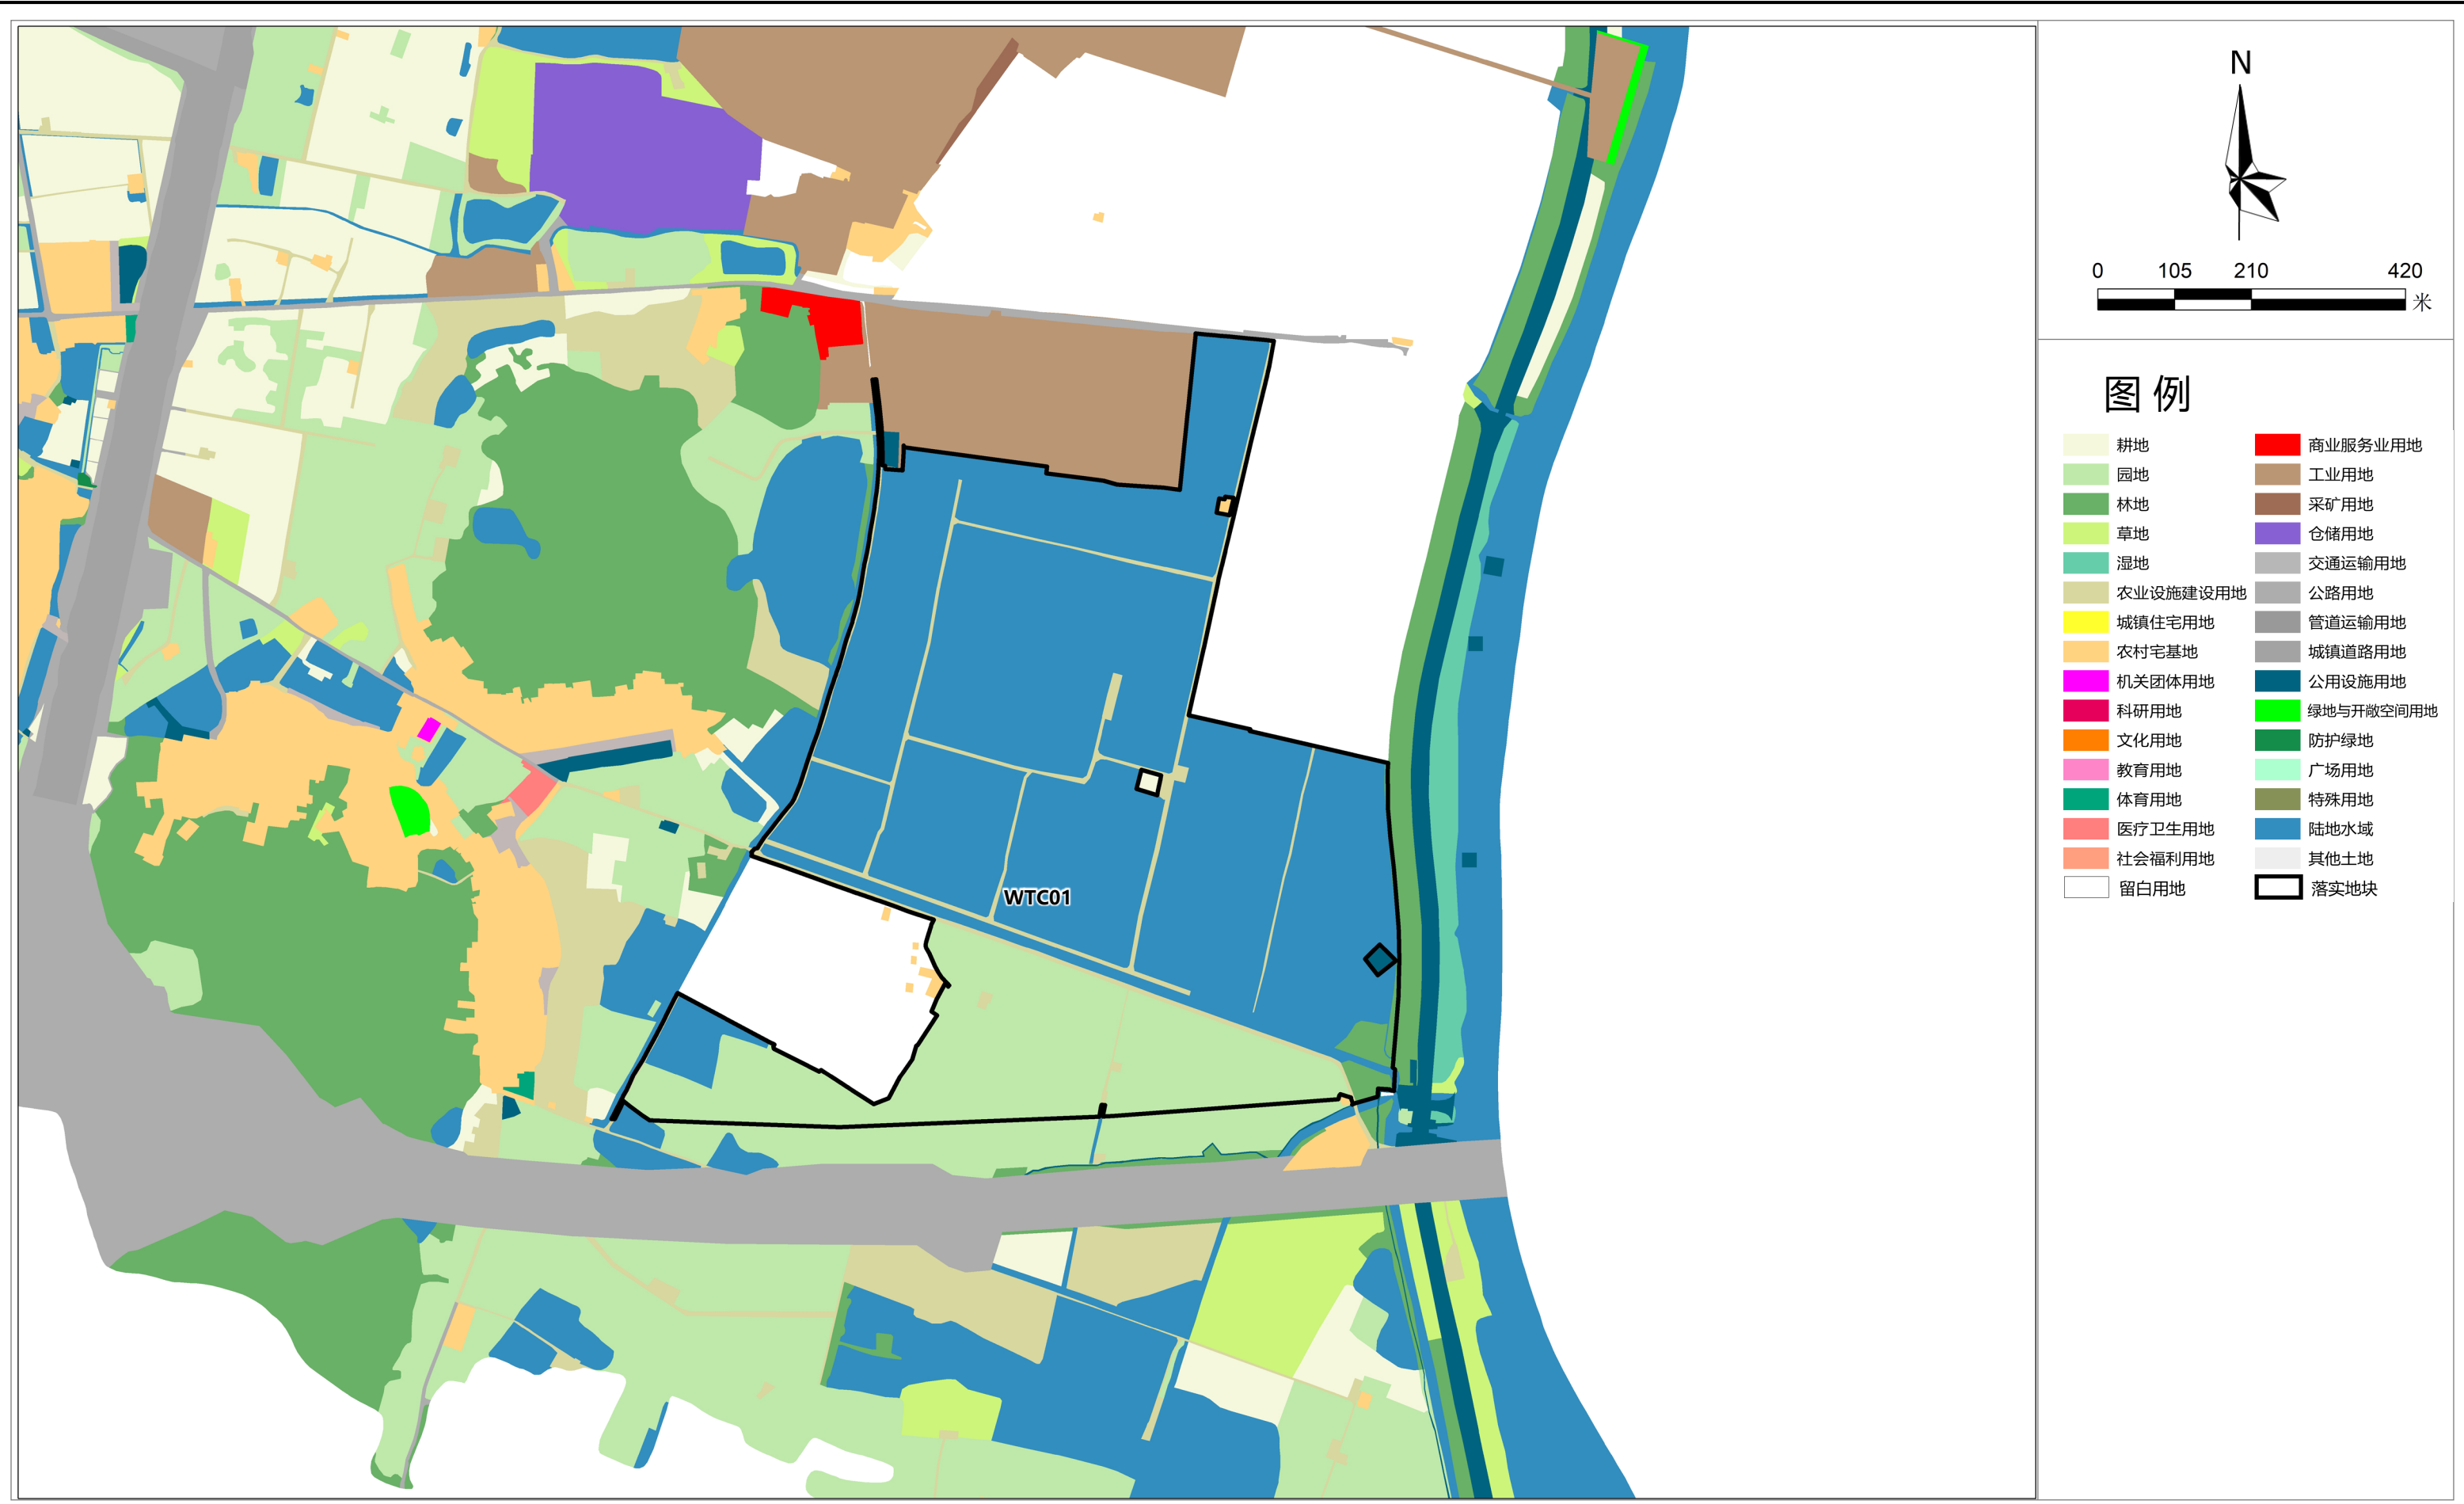 N
0 105 210 420
米
图例
耕地 商业服务业用地
园地 工业用地
林地 采矿用地
草地 仓储用地
湿地 交通运输用地
农业设施建设用地 公路用地
城镇住宅用地 管道运输用地
农村宅基地 城镇道路用地
机关团体用地 公用设施用地
科研用地 绿地与开敞空间用地
文化用地 防护绿地
教育用地 广场用地
体育用地 特殊用地
医疗卫生用地 陆地水域
社会福利用地 其他土地
留白用地 落实地块
WTC01